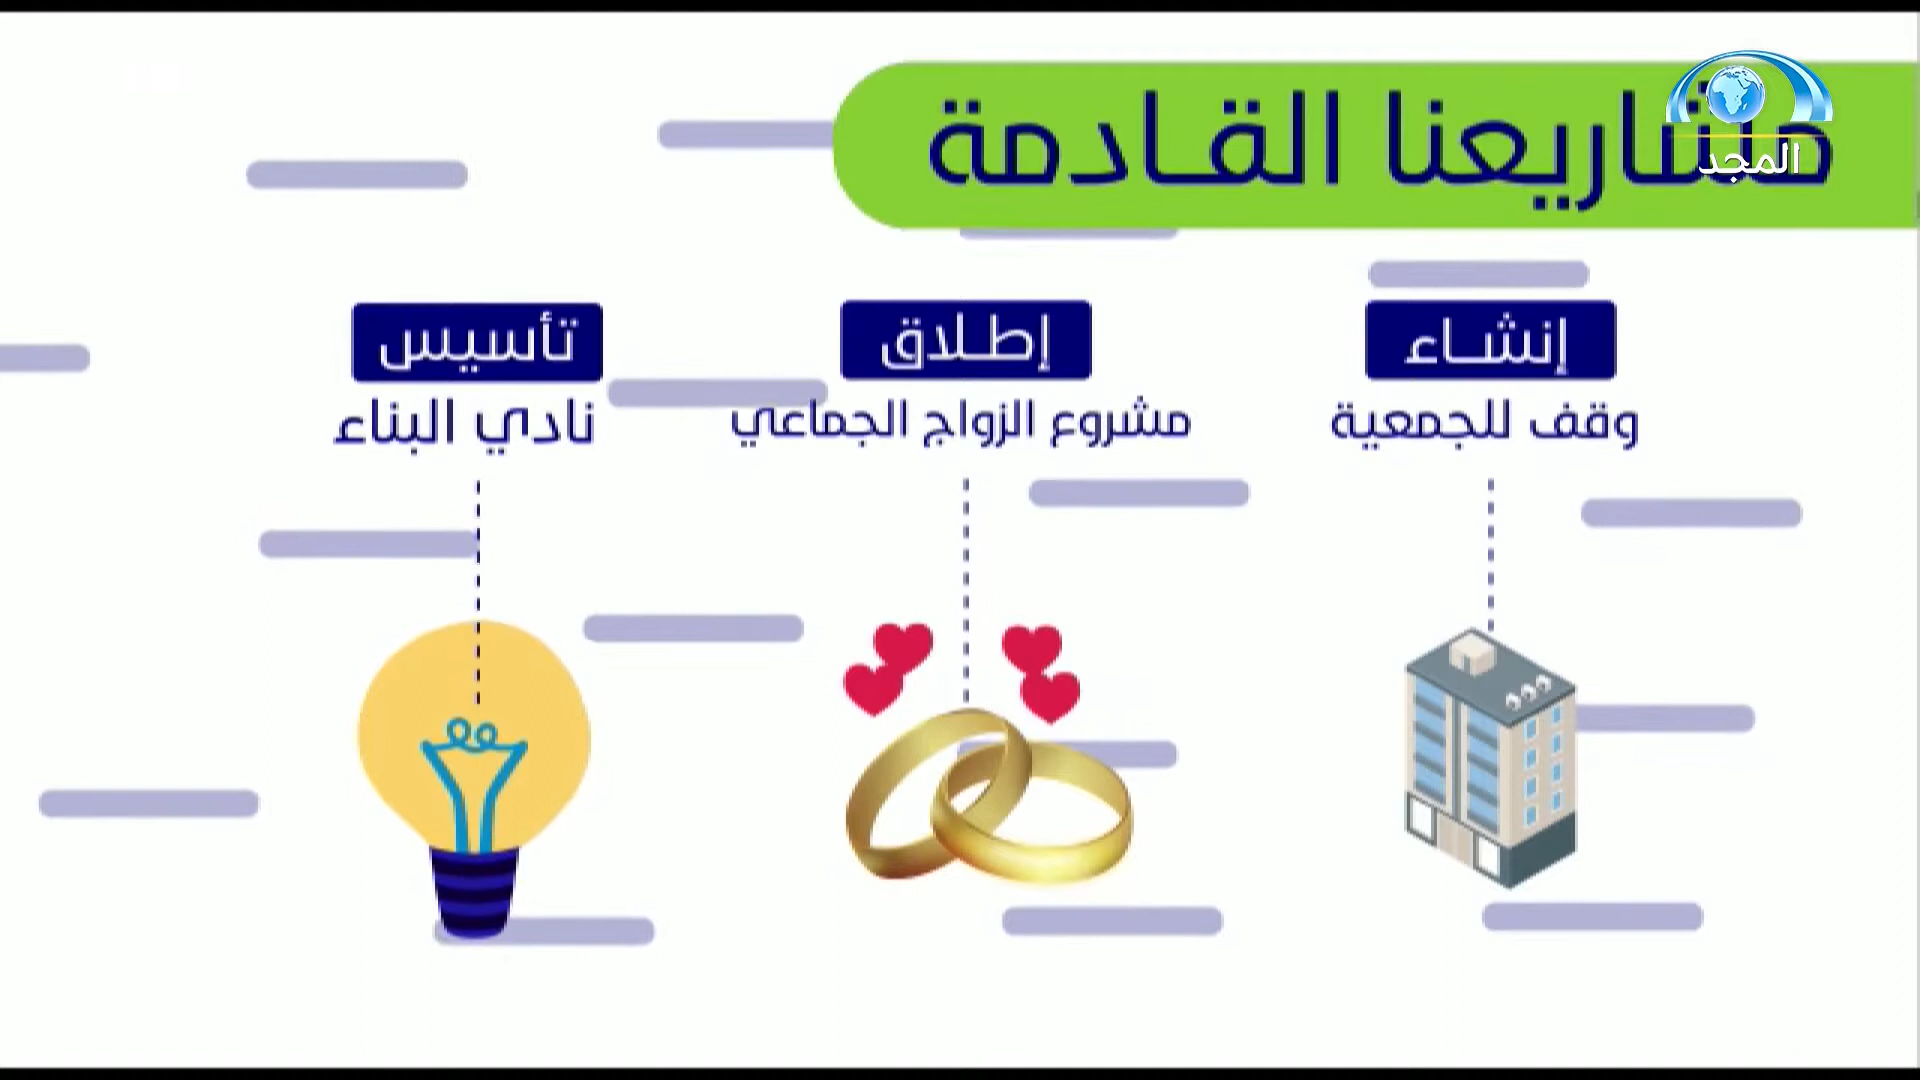 مشاريعنا القادمة
المجد
إنشاء
وقف للجمعية
إطلاق
مشروع الزواج الجماعي
تأسيس
نادي البناء